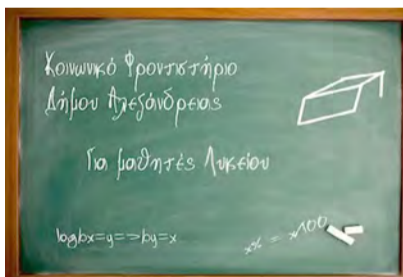 Κοινωνικό Φροντιστήριο
Δήμου Αλεξάνδρειας
Για μαθητές Λυκείου
logbx=y=>by=x
x% = x/100